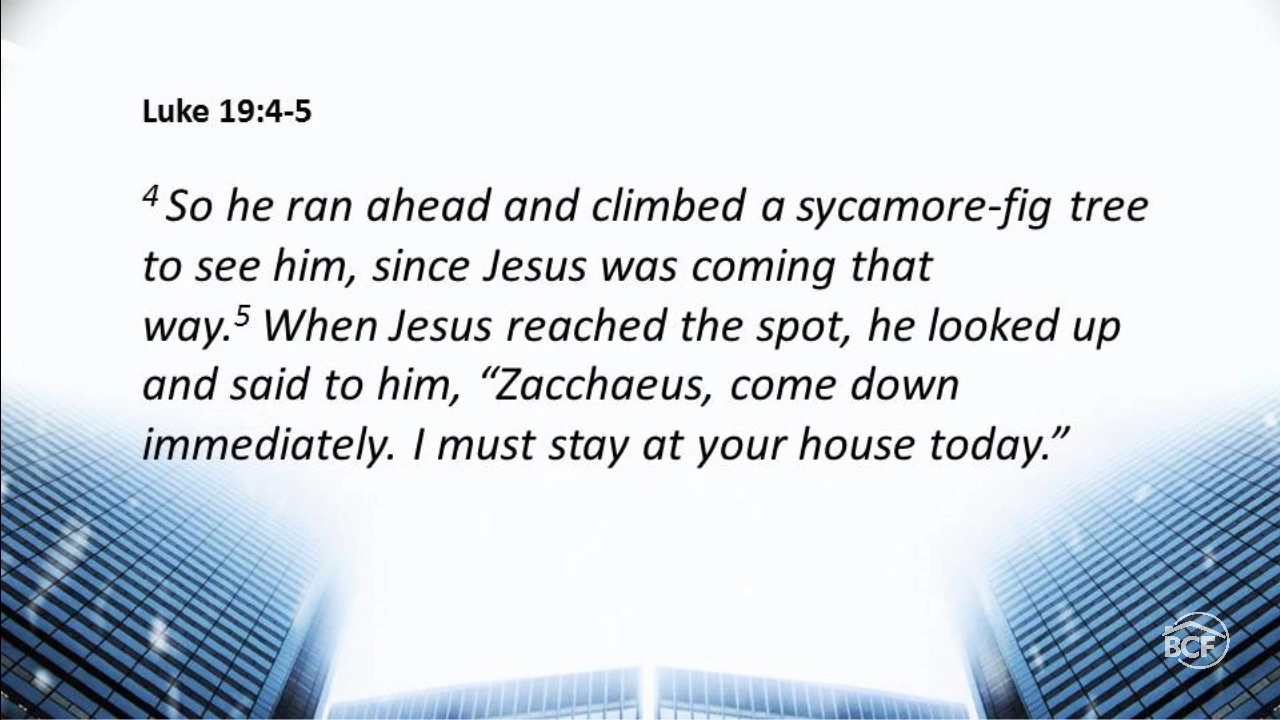 Luke 19:4-5
4 So he ran ahead and climbed a sycamore-fig tree
to see him, since Jesus was coming that
way.5 When Jesus reached the spot, he looked up
and said to him, “Zacchaeus, come down
immediately. I must stay at your house today.”
BCF